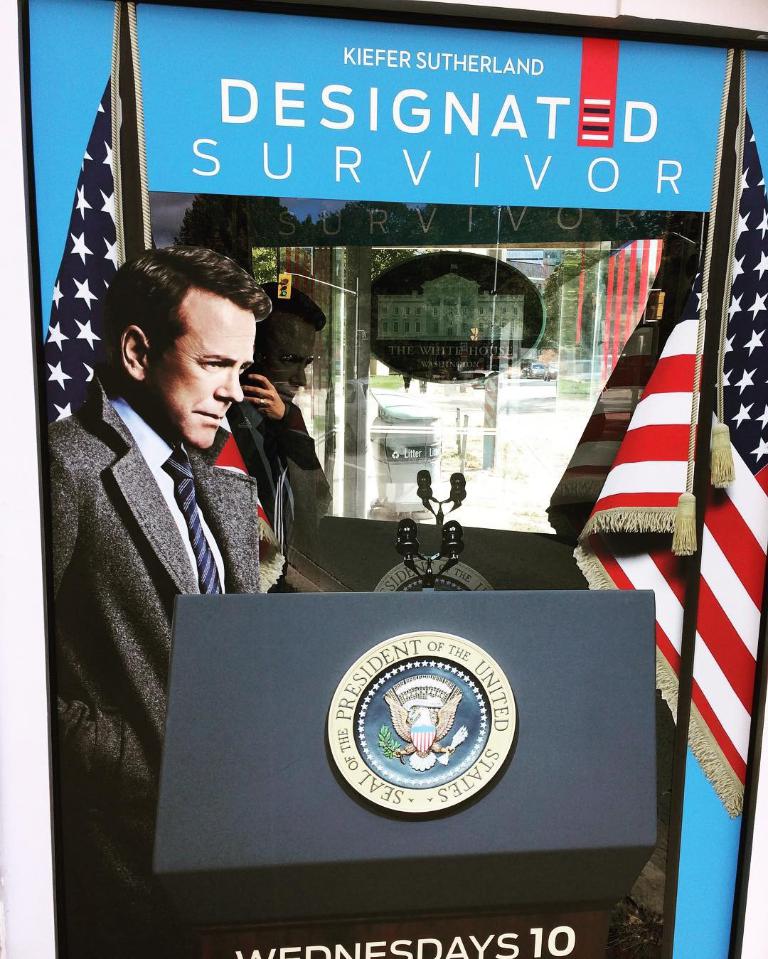 KIEFER SUTHERLAND
DESIGNATED
SURVIVOR
SURVIVOR
THE WHITE HOUSE
WASHINGTON
Litter
SEAL OF THE PRESIDENT OF THE UNITED STATES
WEDNESDAYS 10